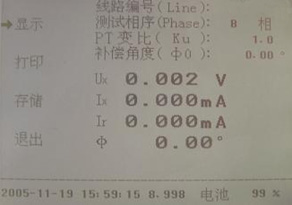 线路编号(Line):
显示
测试相序(Phase): B 相
PT变比( Ku ): 1.0
补偿角度( Φ0 ): 0.00°
打印
Ux 0.002 V
存储 Ix 0.000mA
Ir 0.000mA
退出 Φ 0.00°
2005-11-19 15:59:15 8.998 电池 99 %